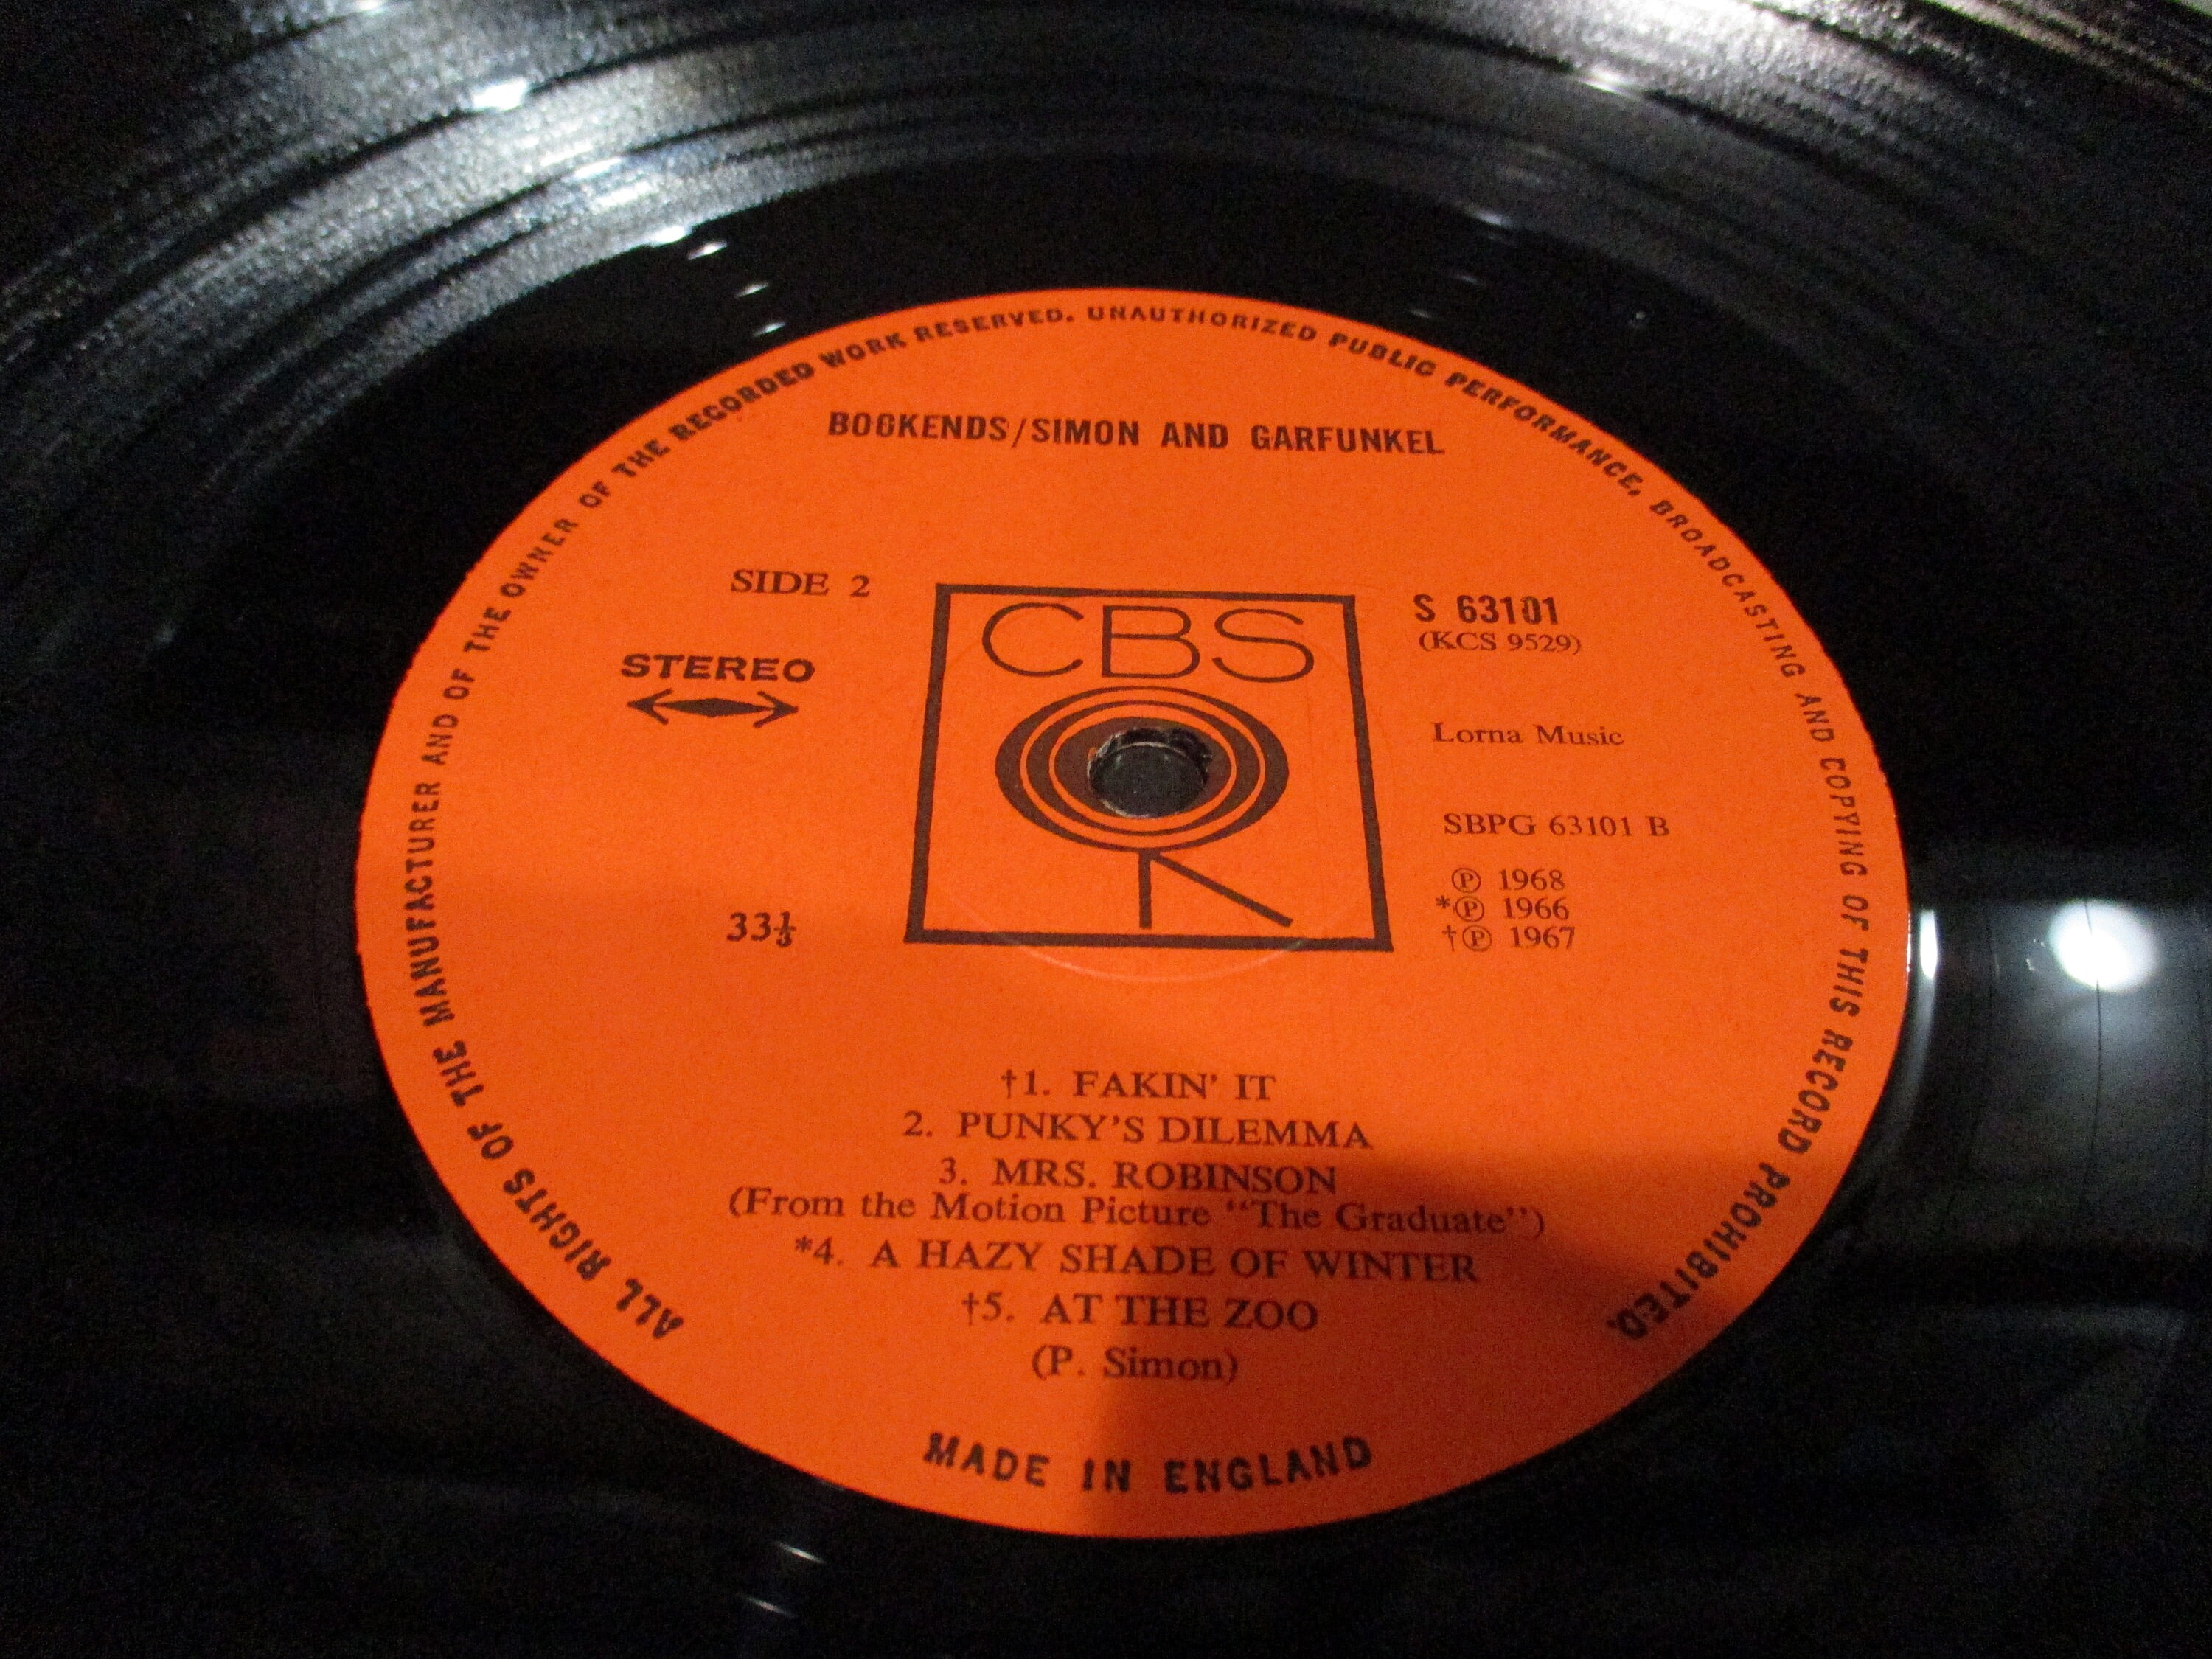 ALL RIGHTS OF THE MANUFACTURER AND OF THE OWNER OF THE RECORDED WORK RESERVED. UNAUTHORIZED PUBLIC PERFORMANCE, BROADCASTING AND COPYING OF THIS RECORD PROHIBITED.
BOOKENDS/SIMON AND GARFUNKEL
SIDE 2
STEREO
33⅓
CBS
S 63101
(KCS 9529)
Lorna Music
SBPG 63101 B
℗ 1968
*℗ 1966
†℗ 1967
†1. FAKIN' IT
2. PUNKY'S DILEMMA
3. MRS. ROBINSON
(From the Motion Picture "The Graduate")
*4. A HAZY SHADE OF WINTER
†5. AT THE ZOO
(P. Simon)
MADE IN ENGLAND